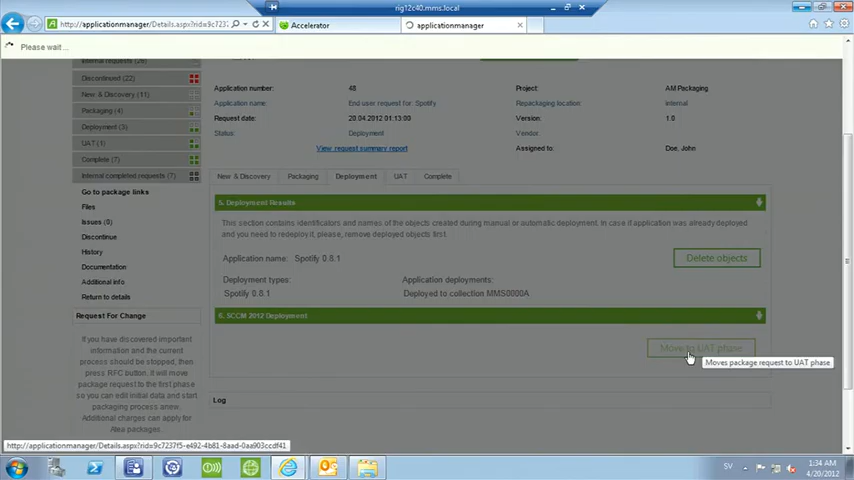 rig12c40.mms.local
http://applicationmanager/Details.aspx?rid=9c7237
Accelerator
applicationmanager
Please wait...
Internal requests (26)
Discontinued (22)
New & Discovery (11)
Packaging (4)
Deployment (3)
UAT (1)
Complete (7)
Internal completed requests (7)
Go to package links
Files
Issues (0)
Discontinue
History
Documentation
Additional info
Return to details
Request For Change
If you have discovered important
information and the current
process should be stopped, then
press RFC button. It will move
package request to the first phase
so you can edit initial data and start
packaging process anew.
Additional charges can apply for
Alea packages.
Application number: 48 Project: AM Packaging
Application name: End user request for: Spotify Repackaging location: Internal
Request date: 20.04.2012 01:13:00 Version: 1.0
Status: Deployment Vendor:
View request summary report Assigned to: Doe, John
New & Discovery Packaging Deployment UAT Complete
5. Deployment Results
This section contains identificators and names of the objects created during manual or automatic deployment. In case if application was already deployed
and you need to redeploy it, please, remove deployed objects first.
Application name: Spotify 0.8.1 Delete objects
Deployment types: Application deployments:
Spotify 0.8.1 Deployed to collection MMS0000A
6. SCCM 2012 Deployment
Move to UAT phase
Moves package request to UAT phase
Log
http://applicationmanager/Details.aspx?rid=9c7237f5-e492-4b81-8aad-0aa903ccdf41
SV
1:34 AM
4/20/2012